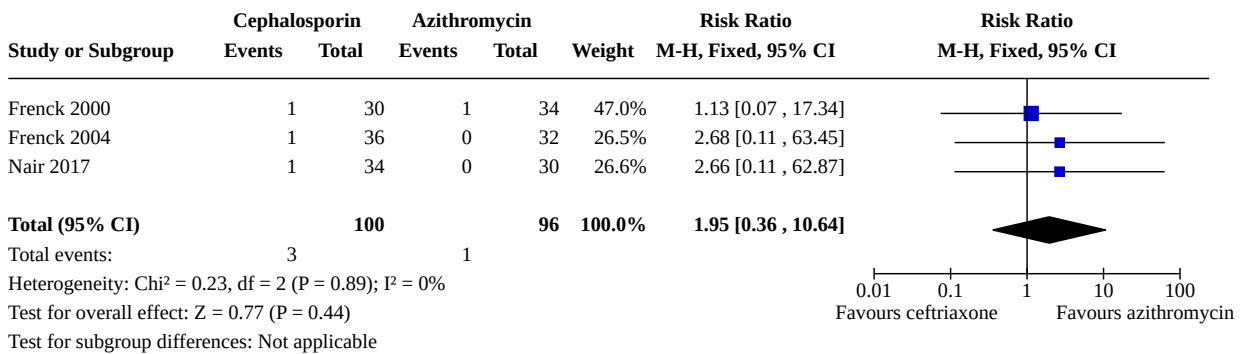 Cephalosporin Azithromycin Risk Ratio Risk Ratio
Study or Subgroup Events Total Events Total Weight M-H, Fixed, 95% CI M-H, Fixed, 95% CI
Frenck 2000 1 30 1 34 47.0% 1.13 [0.07 , 17.34]
Frenck 2004 1 36 0 32 26.5% 2.68 [0.11 , 63.45]
Nair 2017 1 34 0 30 26.6% 2.66 [0.11 , 62.87]
Total (95% CI) 100 96 100.0% 1.95 [0.36 , 10.64]
Total events: 3 1
Heterogeneity: Chi² = 0.23, df = 2 (P = 0.89); I² = 0%
Test for overall effect: Z = 0.77 (P = 0.44)
Test for subgroup differences: Not applicable
0.01 0.1 1 10 100
Favours ceftriaxone Favours azithromycin